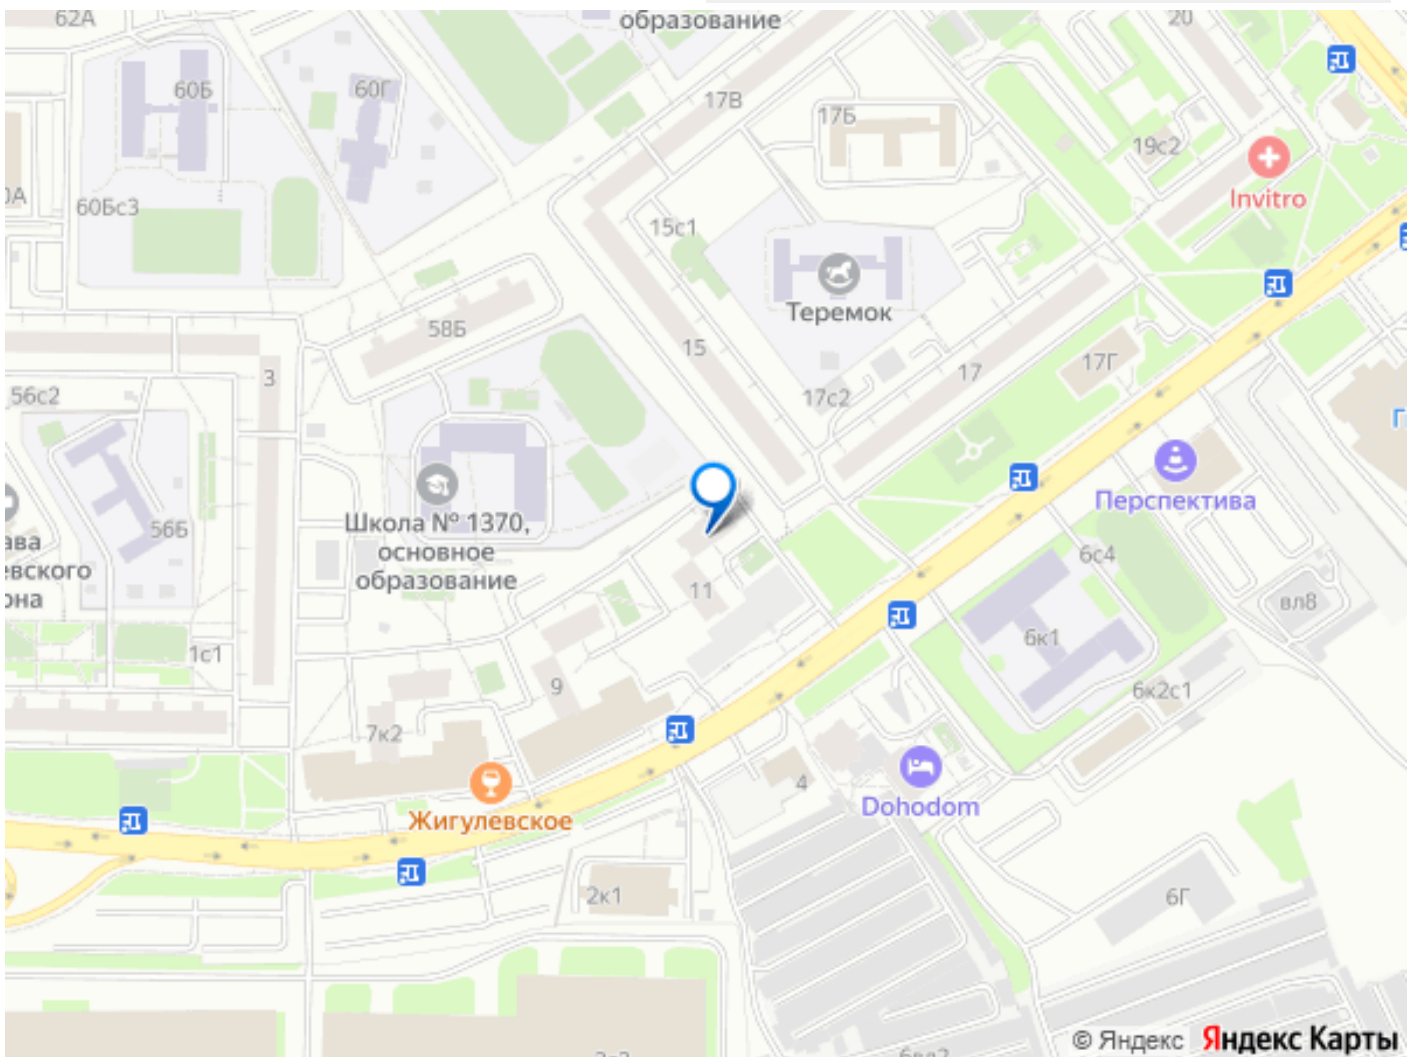 62А
образование
20
60Б
60Г
17В
17Б
19с2
Invitro
60Бс3
15с1
Теремок
58Б
15
17Г
3
17
56с2
17с2
Перспектива
Школа № 1370,
основное
образование
56Б
6с4
11
вл8
6к1
1с1
9
6к2с1
7к2
4
Dohodom
Жигулевское
2к1
6Г
© Яндекс Яндекс Карты